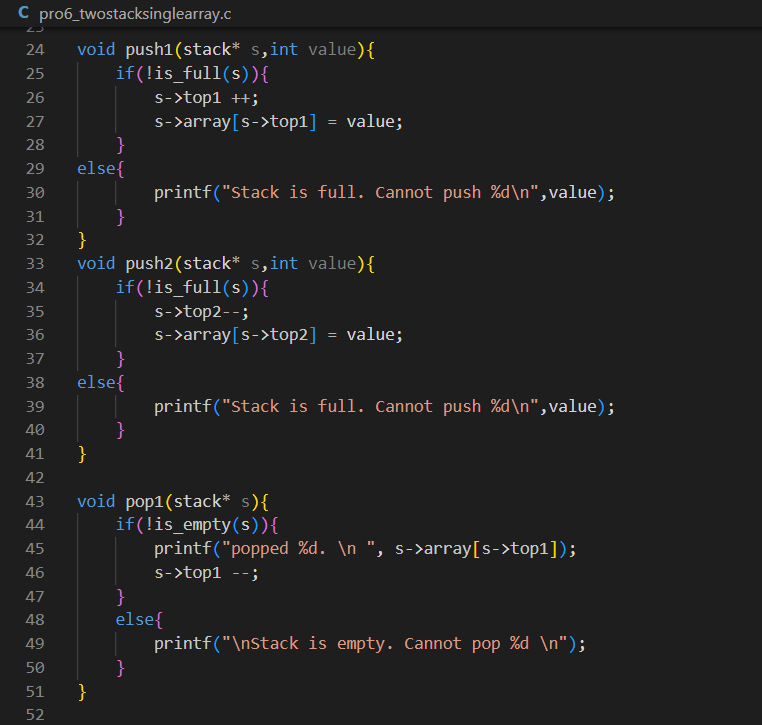 C pro6_twostacksinglearray.c
23
24 void push1(stack* s,int value){
25     if(!is_full(s)){
26         s->top1 ++;
27         s->array[s->top1] = value;
28     }
29 else{
30         printf("Stack is full. Cannot push %d\n",value);
31     }
32 }
33 void push2(stack* s,int value){
34     if(!is_full(s)){
35         s->top2--;
36         s->array[s->top2] = value;
37     }
38 else{
39         printf("Stack is full. Cannot push %d\n",value);
40     }
41 }
42
43 void pop1(stack* s){
44     if(!is_empty(s)){
45         printf("popped %d. \n ", s->array[s->top1]);
46         s->top1 --;
47     }
48     else{
49         printf("\nStack is empty. Cannot pop %d \n");
50     }
51 }
52